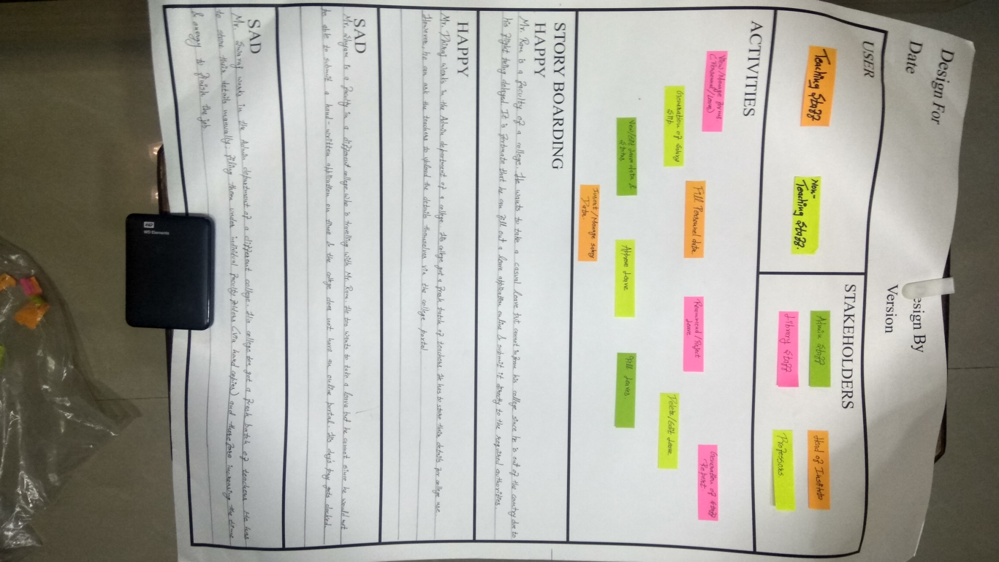 Design For
Date
Design By
Version
USER
Teaching Staff
Non-
Teaching Staff.
STAKEHOLDERS
Admin Staff
Head of Institute
Library Staff
Professors.
ACTIVITIES
View/Manage forms
(Personnel/Leave)
Generation of Salary
Slip.
View/Edit Leave data &
Status
Insert/Manage salary
Data.
Fill Personnel data.
Approve Leave
Recommend/Reject
Leave
Fill Leaves.
Delete/Edit Leave.
Generation of Staff
Report
STORY BOARDING
HAPPY
Mr. Ram is a faculty of a college. He wants to take a casual leave but cannot inform his college since he is out of the country due to
his flight being delayed. It is fortunate that he can fill out a leave application online & submit it directly to the required authorities.
HAPPY
Mr. Dhiraj works in the Admin department of a college. His college got a fresh batch of teachers. He has to store their details for college use.
However, he can ask the teachers to upload the details themselves via the college portal.
SAD
Mr. Shyam is a faculty in a different college who is travelling with Mr. Ram. He too wants to take a leave but he cannot since he would not
be able to submit a hand-written application on time & the college does not have an online portal. His day's pay gets docked.
SAD
Mr. Swaraj works in the Admin department of a different college. His college too got a fresh batch of teachers. He has
to store their details manually, filing them under individual faculty folders (via hard copies) and therefore increasing the time
& energy to finish the job.
WD
WD Elements